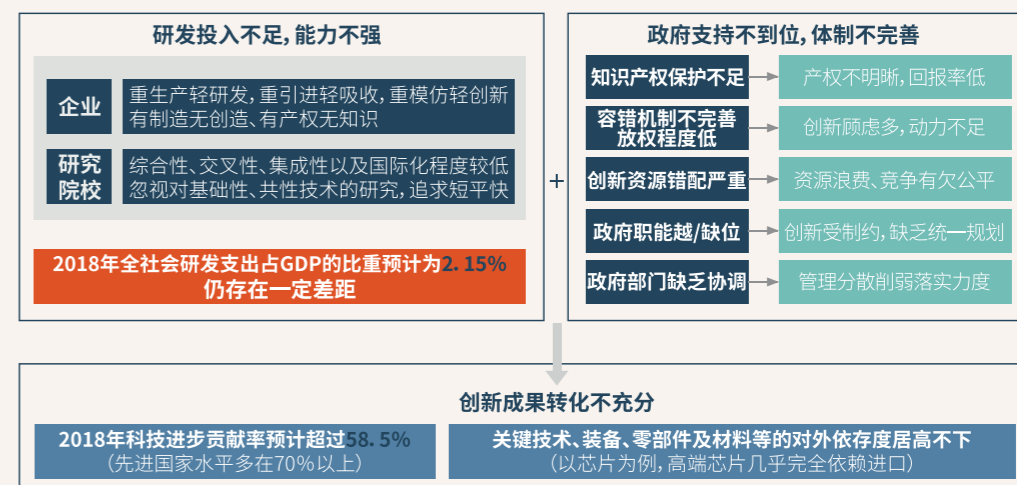 研发投入不足,能力不强
企业
重生产轻研发,重引进轻吸收,重模仿轻创新
有制造无创造、有产权无知识
研究
院校
综合性、交叉性、集成性以及国际化程度较低
忽视对基础性、共性技术的研究,追求短平快
2018年全社会研发支出占GDP的比重预计为2.15%
仍存在一定差距
+
政府支持不到位,体制不完善
知识产权保护不足
产权不明晰,回报率低
容错机制不完善
放权程度低
创新顾虑多,动力不足
创新资源错配严重
资源浪费、竞争有欠公平
政府职能越/缺位
创新受制约,缺乏统一规划
政府部门缺乏协调
管理分散削弱落实力度
创新成果转化不充分
2018年科技进步贡献率预计超过58.5%
(先进国家水平多在70%以上)
关键技术、装备、零部件及材料等的对外依存度居高不下
(以芯片为例,高端芯片几乎完全依赖进口)